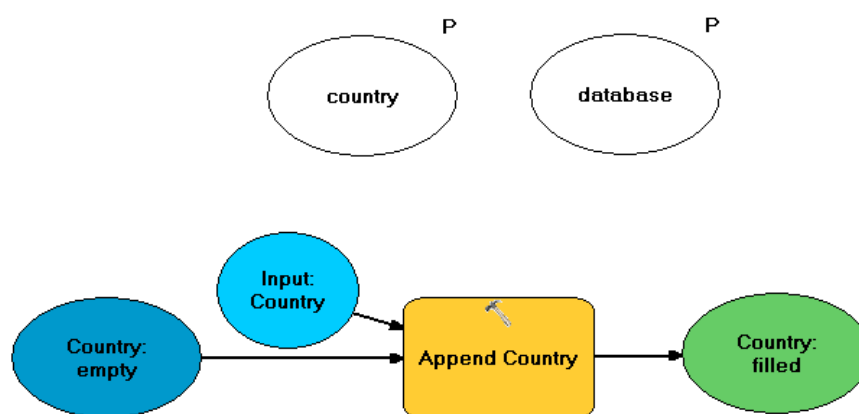 P
P
country
database
Input:
Country
Country:
empty
Append Country
Country:
filled